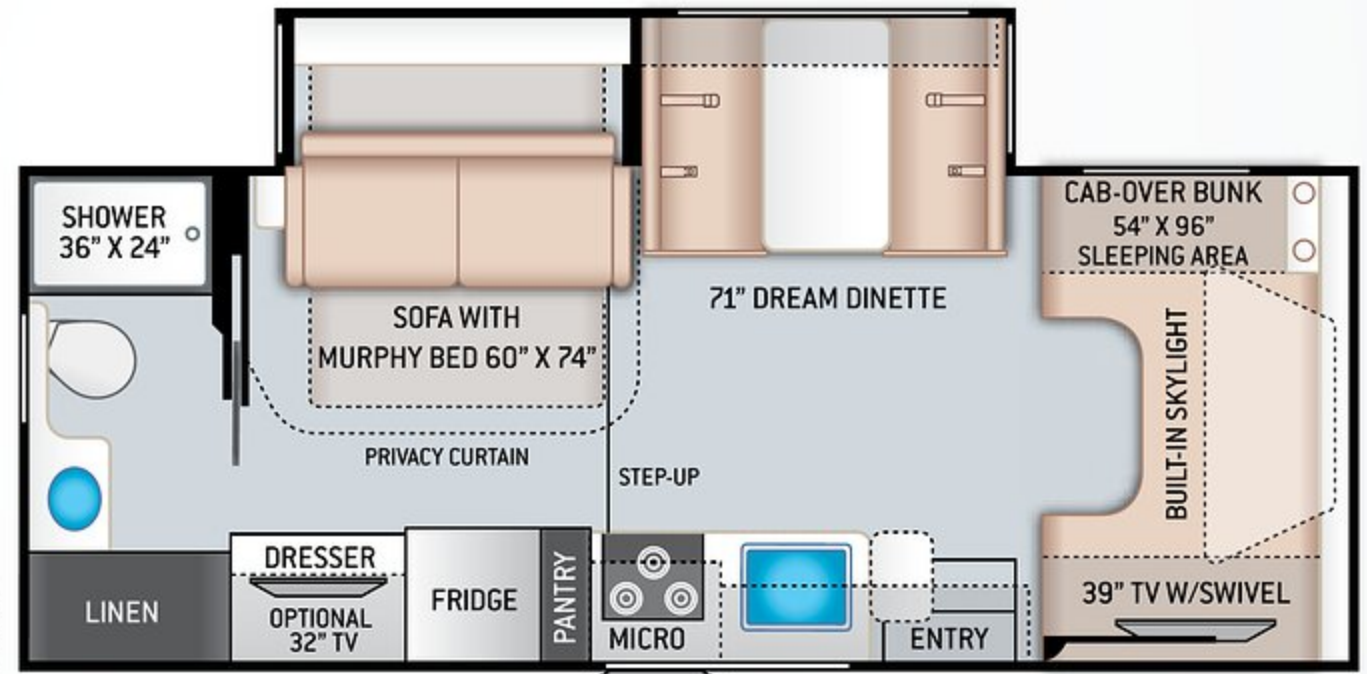 SHOWER
36” X 24”
SOFA WITH
MURPHY BED 60” X 74”
PRIVACY CURTAIN
71” DREAM DINETTE
STEP-UP
CAB-OVER BUNK
54” X 96”
SLEEPING AREA
BUILT-IN SKYLIGHT
39” TV W/SWIVEL
LINEN
DRESSER
OPTIONAL
32” TV
FRIDGE
PANTRY
MICRO
ENTRY